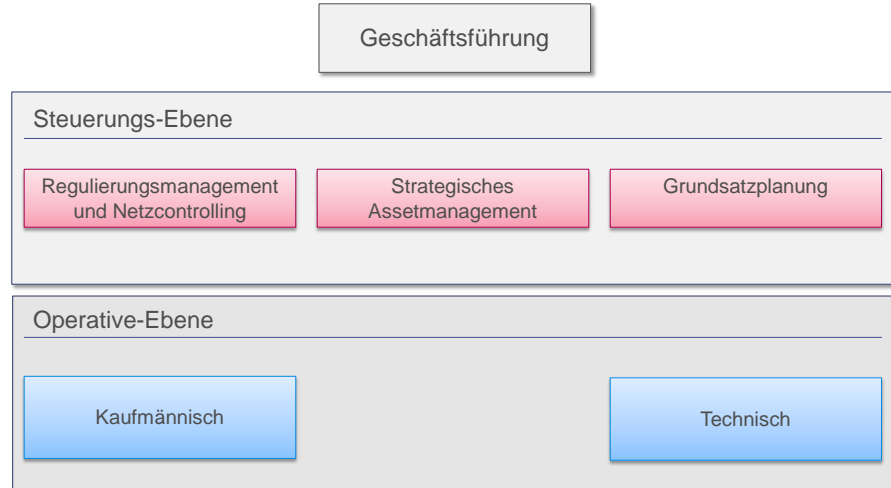 Geschäftsführung
Steuerungs-Ebene
Regulierungsmanagement
und Netzcontrolling
Strategisches
Assetmanagement
Grundsatzplanung
Operative-Ebene
Kaufmännisch
Technisch